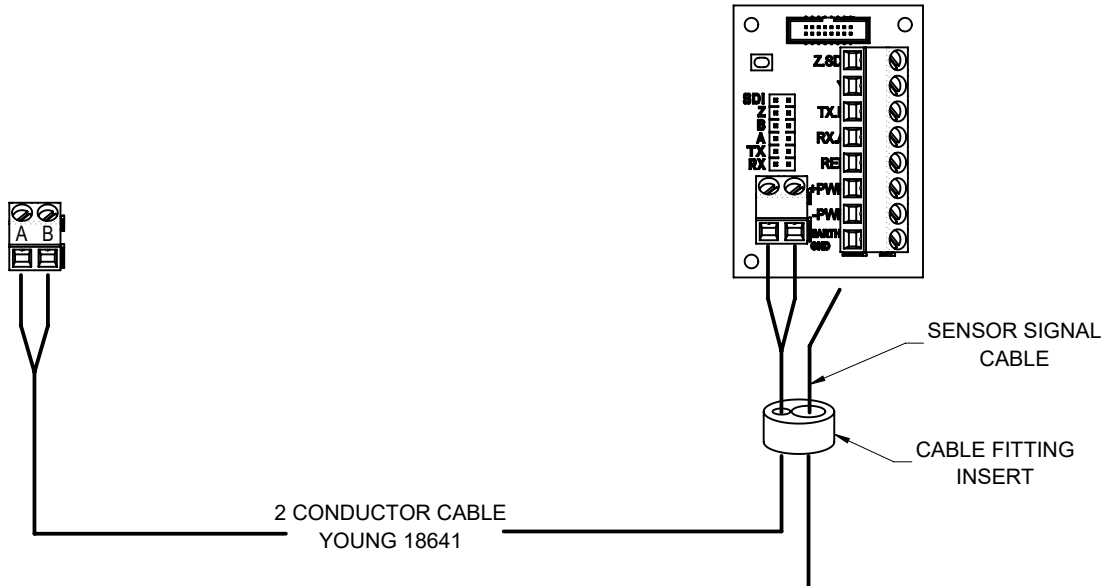 Z.SD
SDI
Z
B
A
TX
RX
TX.
RX.
RE
+PW
-PW
EARTH
GND
A B
SENSOR SIGNAL
CABLE
CABLE FITTING
INSERT
2 CONDUCTOR CABLE
YOUNG 18641